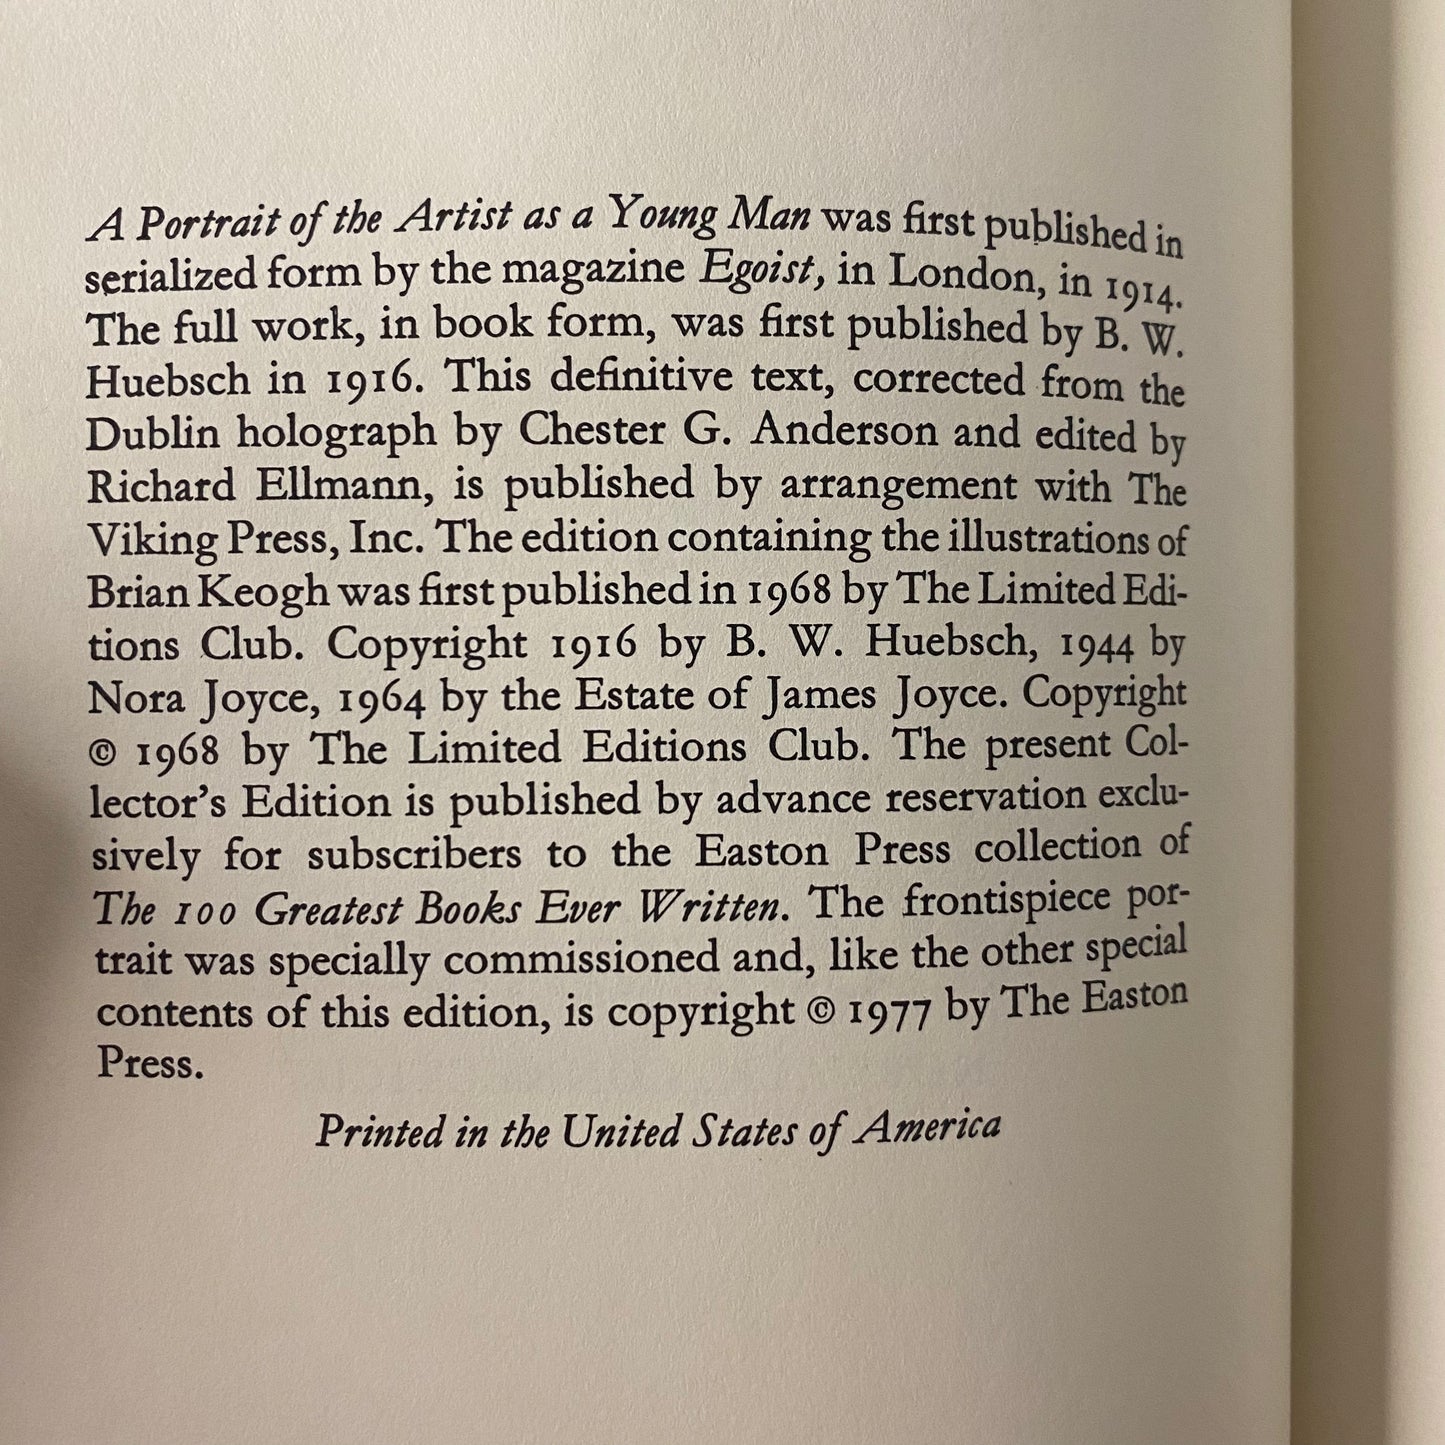 A Portrait of the Artist as a Young Man was first published in
serialized form by the magazine Egoist, in London, in 1914.
The full work, in book form, was first published by B. W.
Huebsch in 1916. This definitive text, corrected from the
Dublin holograph by Chester G. Anderson and edited by
Richard Ellmann, is published by arrangement with The
Viking Press, Inc. The edition containing the illustrations of
Brian Keogh was first published in 1968 by The Limited Edi-
tions Club. Copyright 1916 by B. W. Huebsch, 1944 by
Nora Joyce, 1964 by the Estate of James Joyce. Copyright
© 1968 by The Limited Editions Club. The present Col-
lector's Edition is published by advance reservation exclu-
sively for subscribers to the Easton Press collection of
The 100 Greatest Books Ever Written. The frontispiece por-
trait was specially commissioned and, like the other special
contents of this edition, is copyright © 1977 by The Easton
Press.
Printed in the United States of America